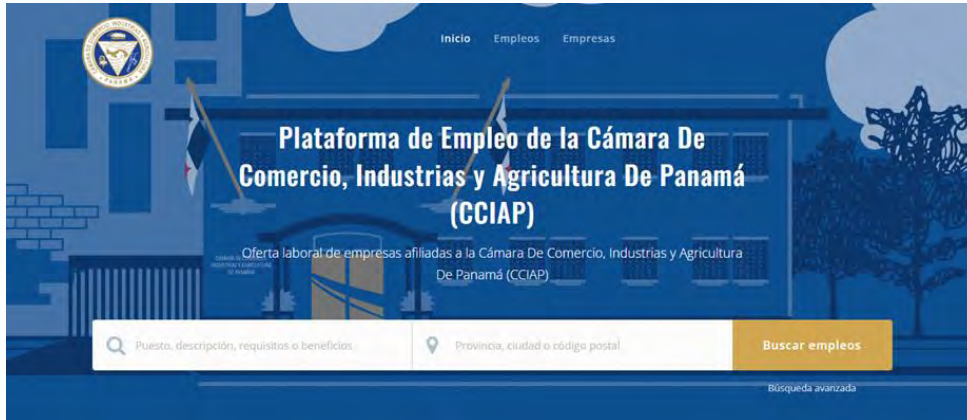 Inicio Empleos Empresas
Plataforma de Empleo de la Cámara De
Comercio, Industrias y Agricultura De Panamá
(CCIAP)
Oferta laboral de empresas afiliadas a la Cámara De Comercio, Industrias y Agricultura
De Panamá (CCIAP)
Puesto, descripción, requisitos o beneficios
Provincia, ciudad o código postal
Buscar empleos
Búsqueda avanzada